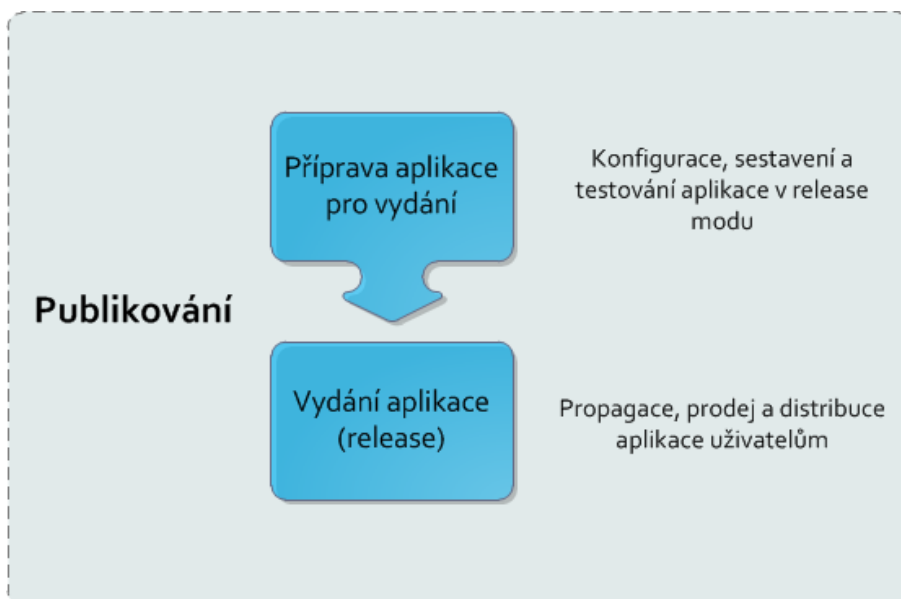 Příprava aplikace
pro vydání
Konfigurace, sestavení a
testování aplikace v release
modu
Publikování
Vydání aplikace
(release)
Propagace, prodej a distribuce
aplikace uživatelům